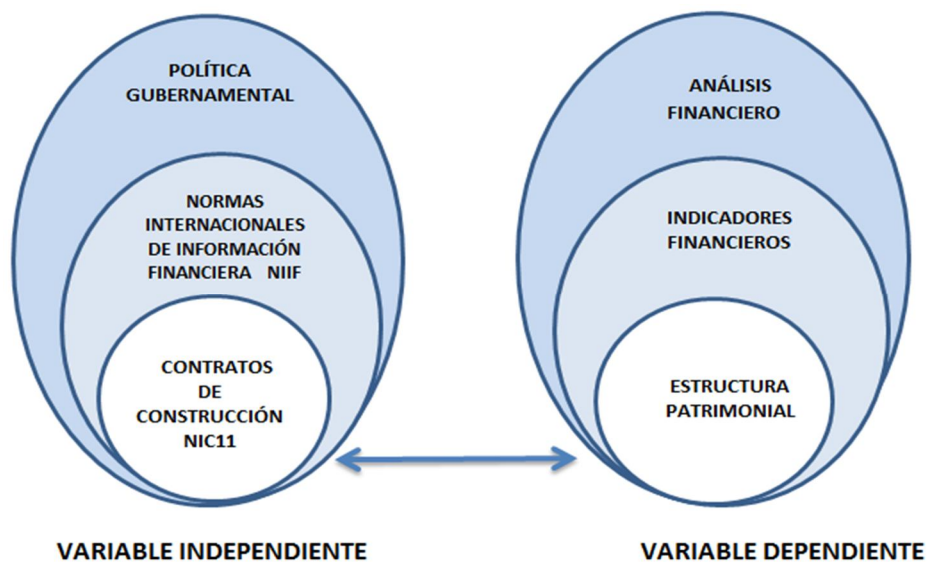 POLÍTICA
GUBERNAMENTAL
NORMAS
INTERNACIONALES
DE INFORMACIÓN
FINANCIERA NIIF
CONTRATOS
DE
CONSTRUCCIÓN
NIC11
VARIABLE INDEPENDIENTE
ANÁLISIS
FINANCIERO
INDICADORES
FINANCIEROS
ESTRUCTURA
PATRIMONIAL
VARIABLE DEPENDIENTE